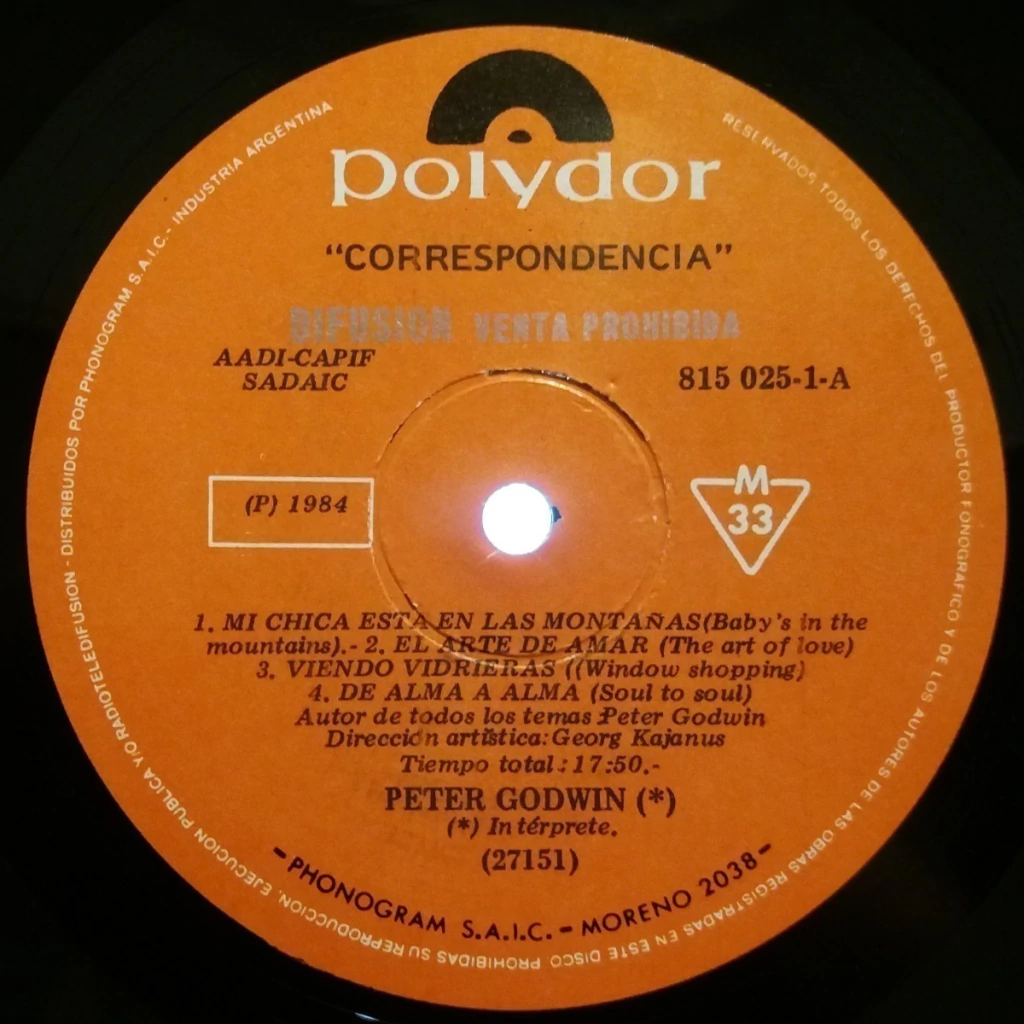 polydor
"CORRESPONDENCIA"
DIFUSION VENTA PROHIBIDA
AADI-CAPIF
SADAIC
815 025-1-A
(P) 1984
M
33
1. MI CHICA ESTA EN LAS MONTAÑAS(Baby's in the
mountains).- 2. EL ARTE DE AMAR (The art of love)
3. VIENDO VIDRIERAS ((Window shopping)
4. DE ALMA A ALMA (Soul to soul)
Autor de todos los temas :Peter Godwin
Dirección artística:Georg Kajanus
Tiempo total : 17:50.-
PETER GODWIN (*)
(*) Intérprete.
(27151)
- PHONOGRAM S.A.I.C. - MORENO 2038 -
RESERVADOS TODOS LOS DERECHOS DEL PRODUCTOR FONOGRAFICO Y DE LOS AUTORES DE LAS OBRAS REGISTRADAS EN ESTE DISCO PROHIBIDAS SU REPRODUCCION, EJECUCION PUBLICA Y/O RADIOTELEDIFUSION - DISTRIBUIDOS POR PHONOGRAM S.A.I.C.- INDUSTRIA ARGENTINA